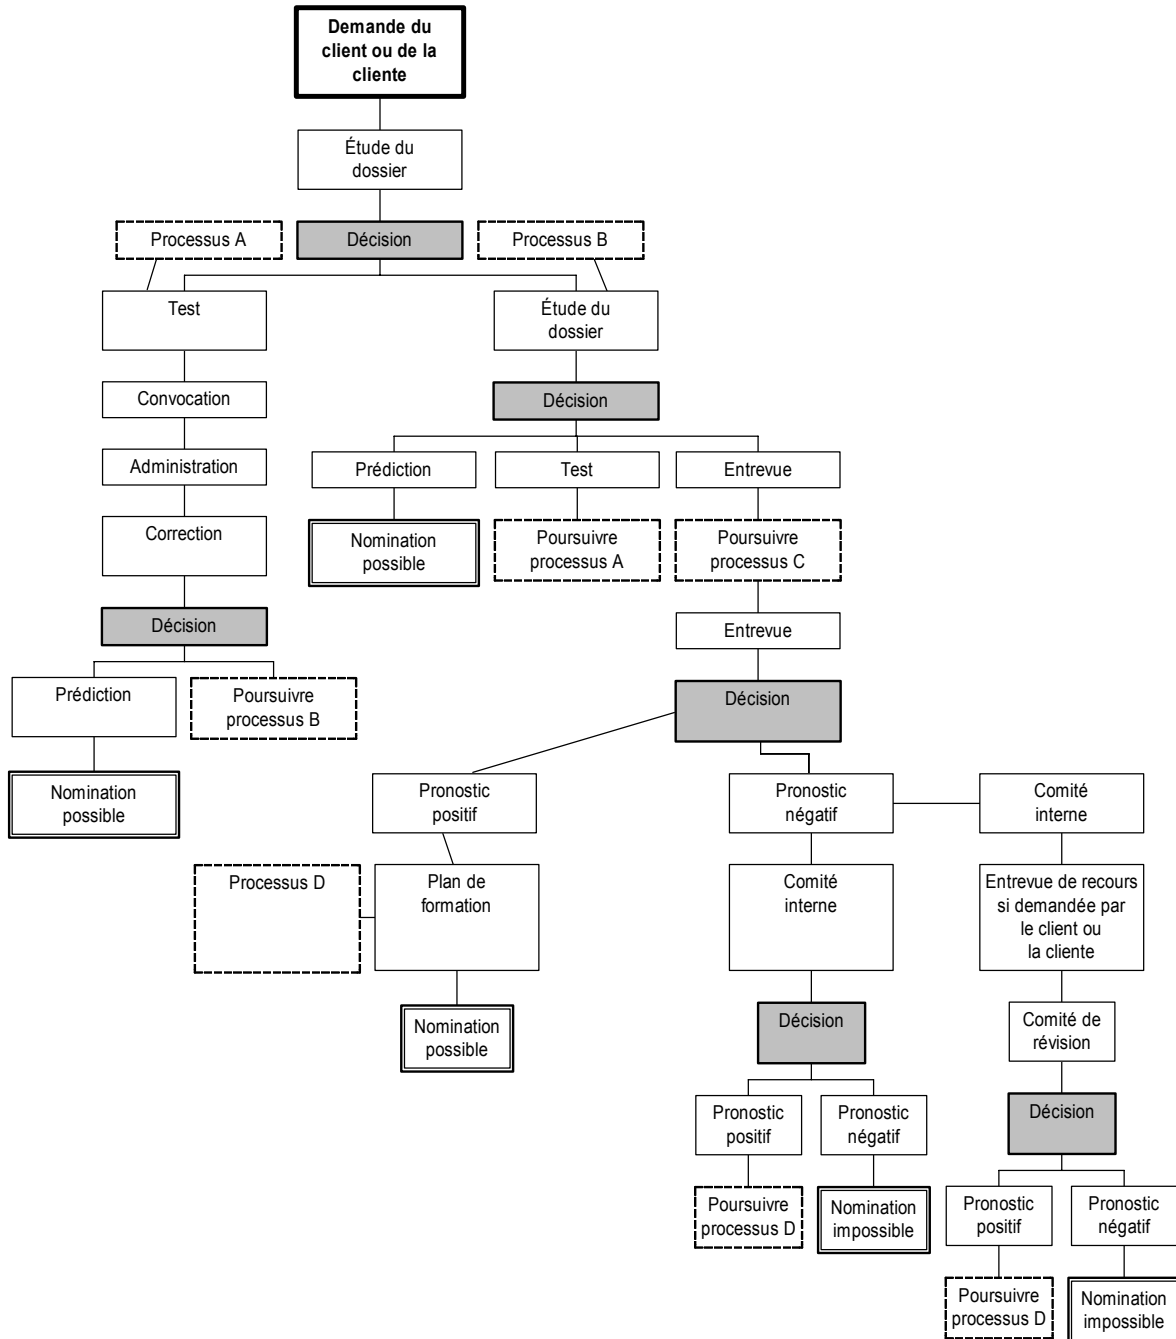 Demande du
client ou de la
cliente
Étude du
dossier
Processus A
Décision
Processus B
Test
Étude du
dossier
Convocation
Décision
Administration
Prédiction
Test
Entrevue
Correction
Nomination
possible
Poursuivre
processus A
Poursuivre
processus C
Décision
Entrevue
Prédiction
Poursuivre
processus B
Décision
Nomination
possible
Pronostic
positif
Pronostic
négatif
Comité
interne
Processus D
Plan de
formation
Comité
interne
Entrevue de recours
si demandée par
le client ou
la cliente
Nomination
possible
Décision
Comité de
révision
Pronostic
positif
Pronostic
négatif
Décision
Poursuivre
processus D
Nomination
impossible
Pronostic
positif
Pronostic
négatif
Poursuivre
processus D
Nomination
impossible